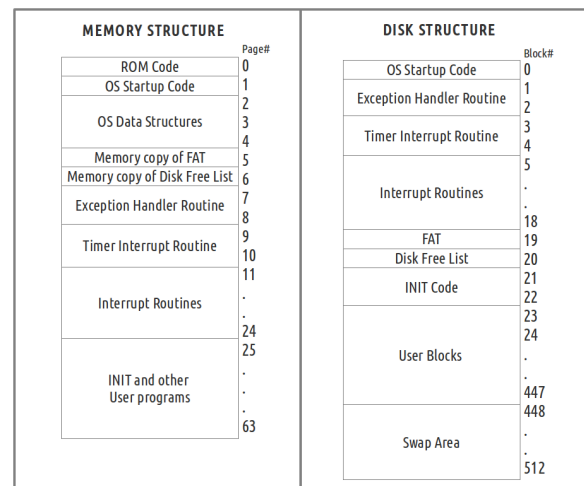 MEMORY STRUCTURE
Page#
ROM Code 0
OS Startup Code 1
2
OS Data Structures 3
4
Memory copy of FAT 5
Memory copy of Disk Free List 6
Exception Handler Routine 7
8
Timer Interrupt Routine 9
10
11
.
Interrupt Routines
.
24
25
.
INIT and other
.
User programs
.
63
DISK STRUCTURE
Block#
OS Startup Code 0
1
Exception Handler Routine
2
3
Timer Interrupt Routine
4
5
.
Interrupt Routines
.
18
FAT 19
Disk Free List 20
21
INIT Code
22
23
24
User Blocks .
.
447
448
.
Swap Area
.
512